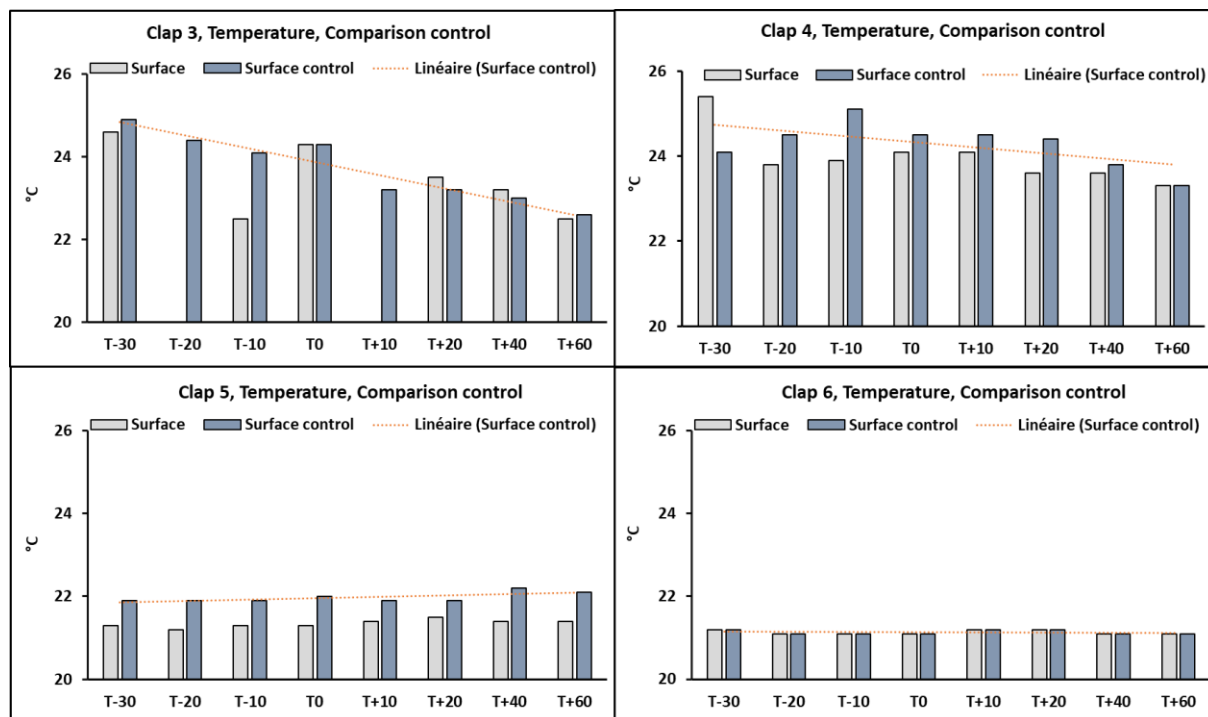 Clap 3, Temperature, Comparison control
Surface Surface control Linéaire (Surface control)
26
24
22
20
°C
T-30 T-20 T-10 T0 T+10 T+20 T+40 T+60
Clap 4, Temperature, Comparison control
Surface Surface control Linéaire (Surface control)
26
24
22
20
°C
T-30 T-20 T-10 T0 T+10 T+20 T+40 T+60
Clap 5, Temperature, Comparison control
Surface Surface control Linéaire (Surface control)
26
24
22
20
°C
T-30 T-20 T-10 T0 T+10 T+20 T+40 T+60
Clap 6, Temperature, Comparison control
Surface Surface control Linéaire (Surface control)
26
24
22
20
°C
T-30 T-20 T-10 T0 T+10 T+20 T+40 T+60